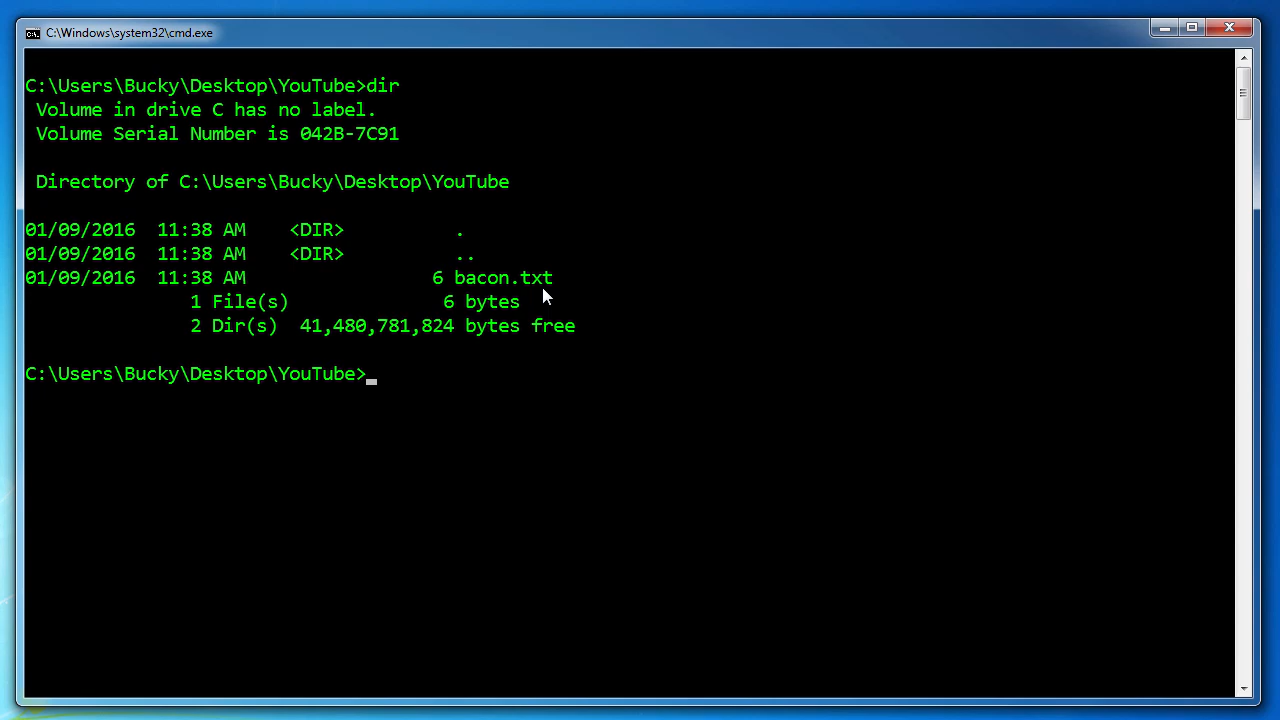 C:\Windows\system32\cmd.exe
C:\Users\Bucky\Desktop\YouTube>dir
Volume in drive C has no label.
Volume Serial Number is 042B-7C91
Directory of C:\Users\Bucky\Desktop\YouTube
01/09/2016  11:38 AM    <DIR>          .
01/09/2016  11:38 AM    <DIR>          ..
01/09/2016  11:38 AM                 6 bacon.txt
1 File(s)              6 bytes
2 Dir(s)  41,480,781,824 bytes free
C:\Users\Bucky\Desktop\YouTube>